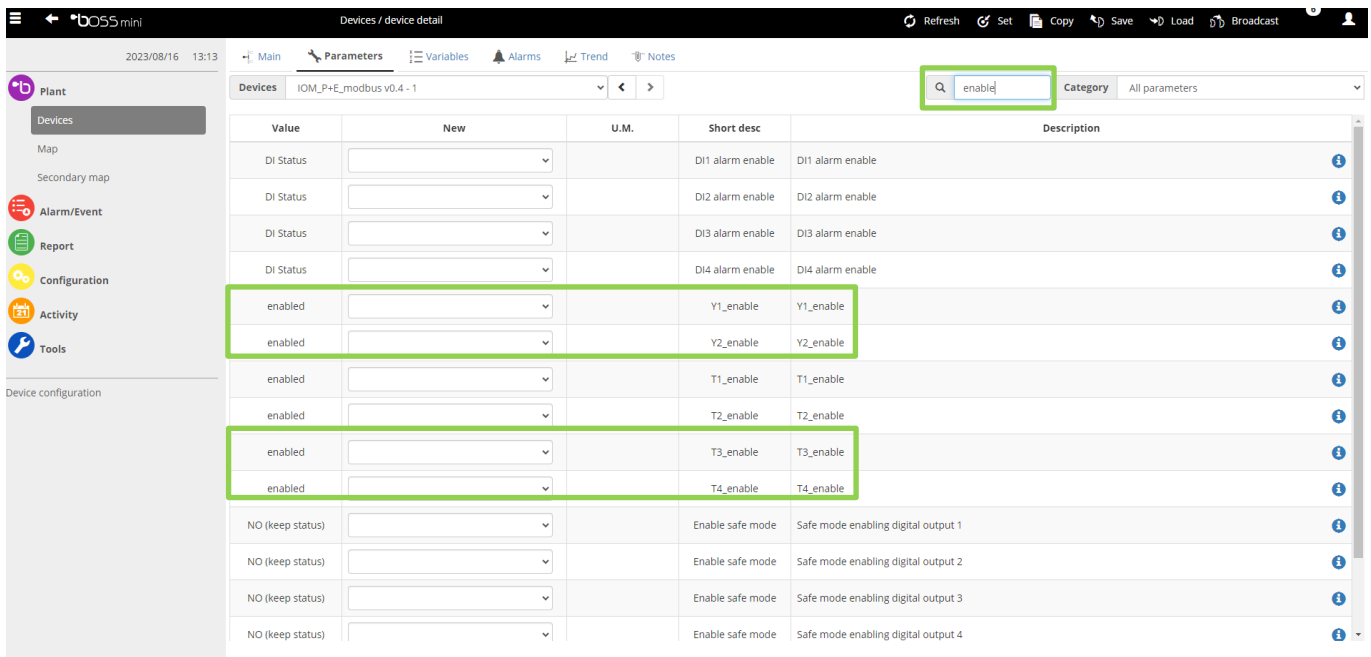 boss mini Devices / device detail Refresh Set Copy Save Load Broadcast 6
2023/08/16 13:13 Main Parameters Variables Alarms Trend Notes
Plant
Devices
Map
Secondary map
Alarm/Event
Report
Configuration
21 Activity
Tools
Device configuration
Devices IOM_P+E_modbus v0.4 - 1 enable Category All parameters
Value New U.M. Short desc Description
DI Status DI1 alarm enable DI1 alarm enable
DI Status DI2 alarm enable DI2 alarm enable
DI Status DI3 alarm enable DI3 alarm enable
DI Status DI4 alarm enable DI4 alarm enable
enabled Y1_enable Y1_enable
enabled Y2_enable Y2_enable
enabled T1_enable T1_enable
enabled T2_enable T2_enable
enabled T3_enable T3_enable
enabled T4_enable T4_enable
NO (keep status) Enable safe mode Safe mode enabling digital output 1
NO (keep status) Enable safe mode Safe mode enabling digital output 2
NO (keep status) Enable safe mode Safe mode enabling digital output 3
NO (keep status) Enable safe mode Safe mode enabling digital output 4